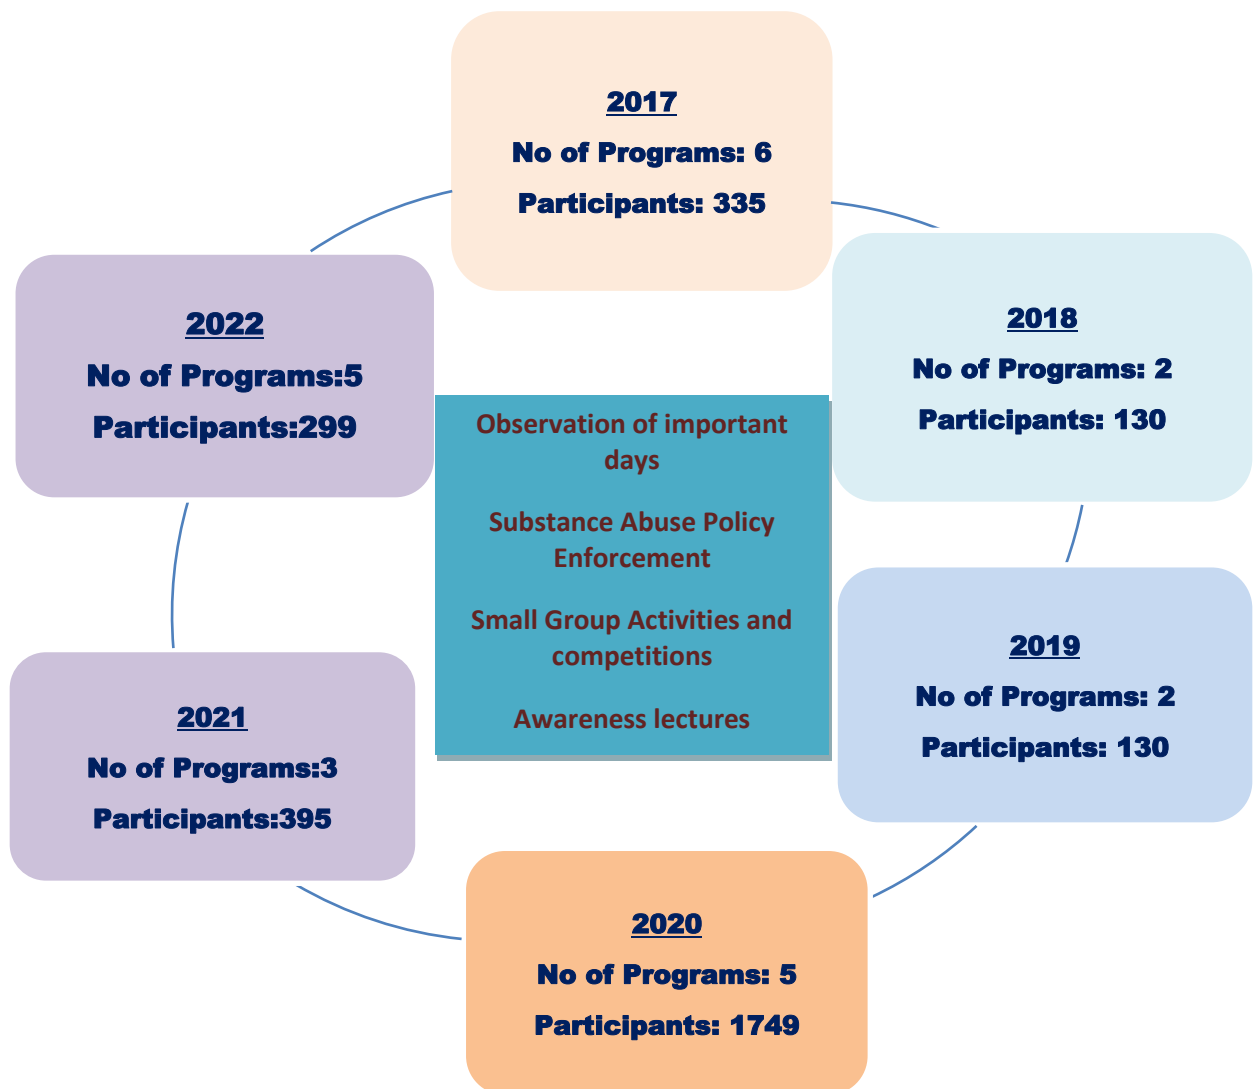 2017
No of Programs: 6
Participants: 335
2018
No of Programs: 2
Participants: 130
2019
No of Programs: 2
Participants: 130
2020
No of Programs: 5
Participants: 1749
2021
No of Programs:3
Participants:395
2022
No of Programs:5
Participants:299
Observation of important
days
Substance Abuse Policy
Enforcement
Small Group Activities and
competitions
Awareness lectures